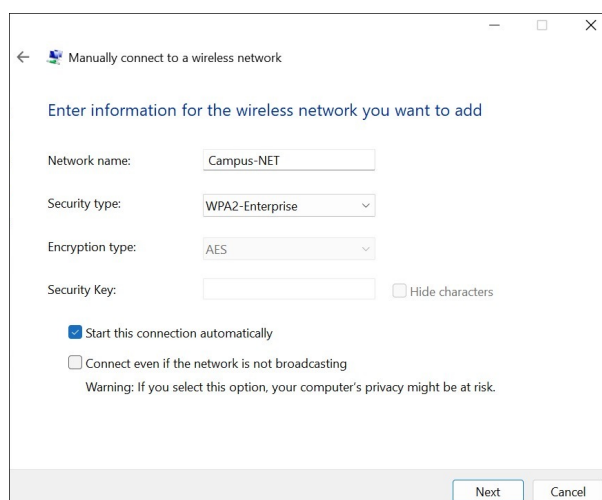 Manually connect to a wireless network
Enter information for the wireless network you want to add
Network name: Campus-NET
Security type: WPA2-Enterprise
Encryption type: AES
Security Key: Hide characters
Start this connection automatically
Connect even if the network is not broadcasting
Warning: If you select this option, your computer's privacy might be at risk.
Next Cancel